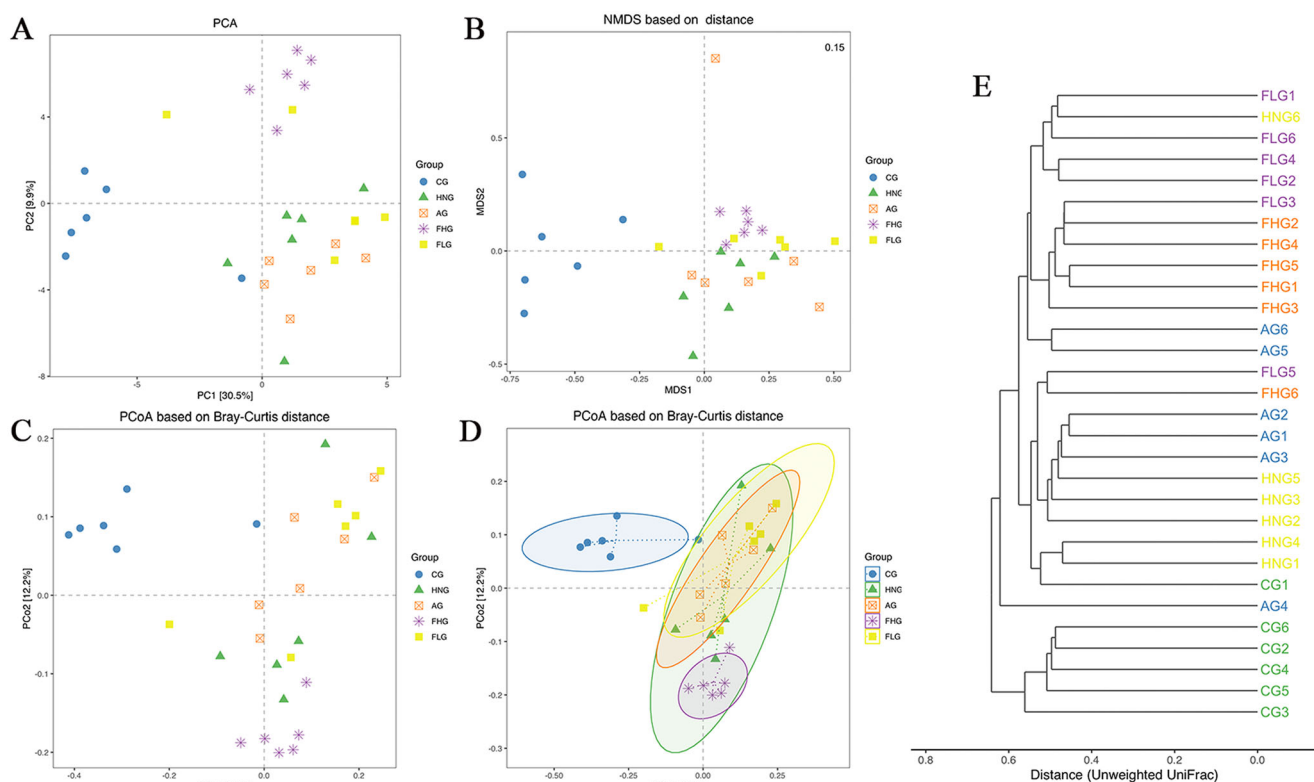 A
PCA
4
0
-4
-8
PC2 [9.9%]
-5
0
5
PC1 [30.5%]
Group
CG
HNG
AG
FHG
FLG
B
NMDS based on distance
0.15
0.5
0.0
-0.5
MDS2
-0.75
-0.50
-0.25
0.00
0.25
0.50
MDS1
Group
CG
HNG
AG
FHG
FLG
C
PCoA based on Bray-Curtis distance
0.2
0.1
0.0
-0.1
-0.2
PCo2 [12.2%]
-0.4
-0.2
0.0
0.2
Group
CG
HNG
AG
FHG
FLG
D
PCoA based on Bray-Curtis distance
0.2
0.1
0.0
-0.1
-0.2
-0.3
PCo2 [12.2%]
-0.50
-0.25
0.00
0.25
Group
CG
HNG
AG
FHG
FLG
E
FLG1
HNG6
FLG6
FLG4
FLG2
FLG3
FHG2
FHG4
FHG5
FHG1
FHG3
AG6
AG5
FLG5
FHG6
AG2
AG1
AG3
HNG5
HNG3
HNG2
HNG4
HNG1
CG1
AG4
CG6
CG2
CG4
CG5
CG3
0.8
0.6
0.4
0.2
0.0
Distance (Unweighted UniFrac)